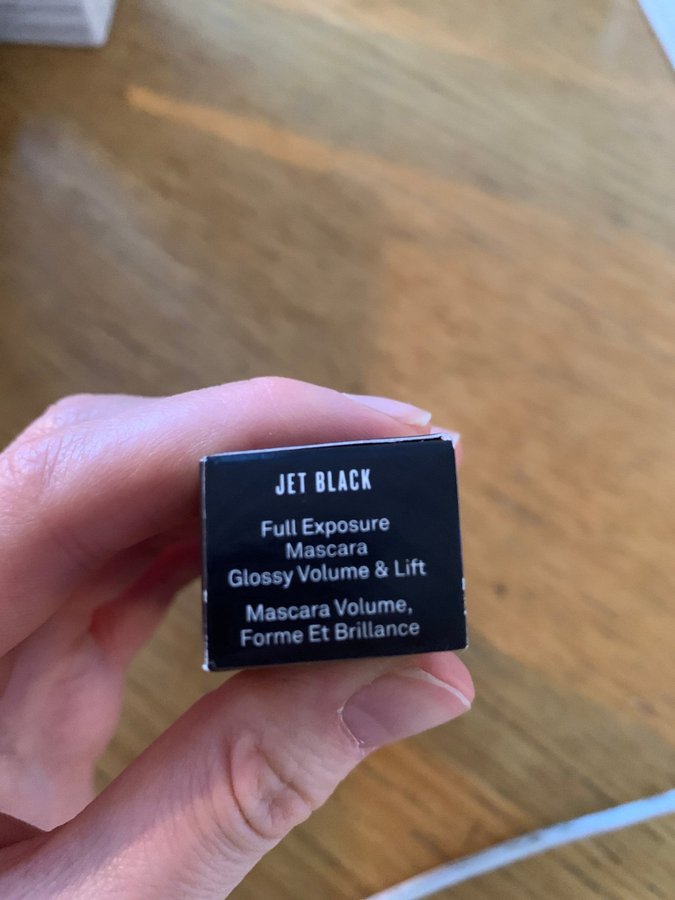 JET BLACK
Full Exposure
Mascara
Glossy Volume & Lift
Mascara Volume,
Forme Et Brillance